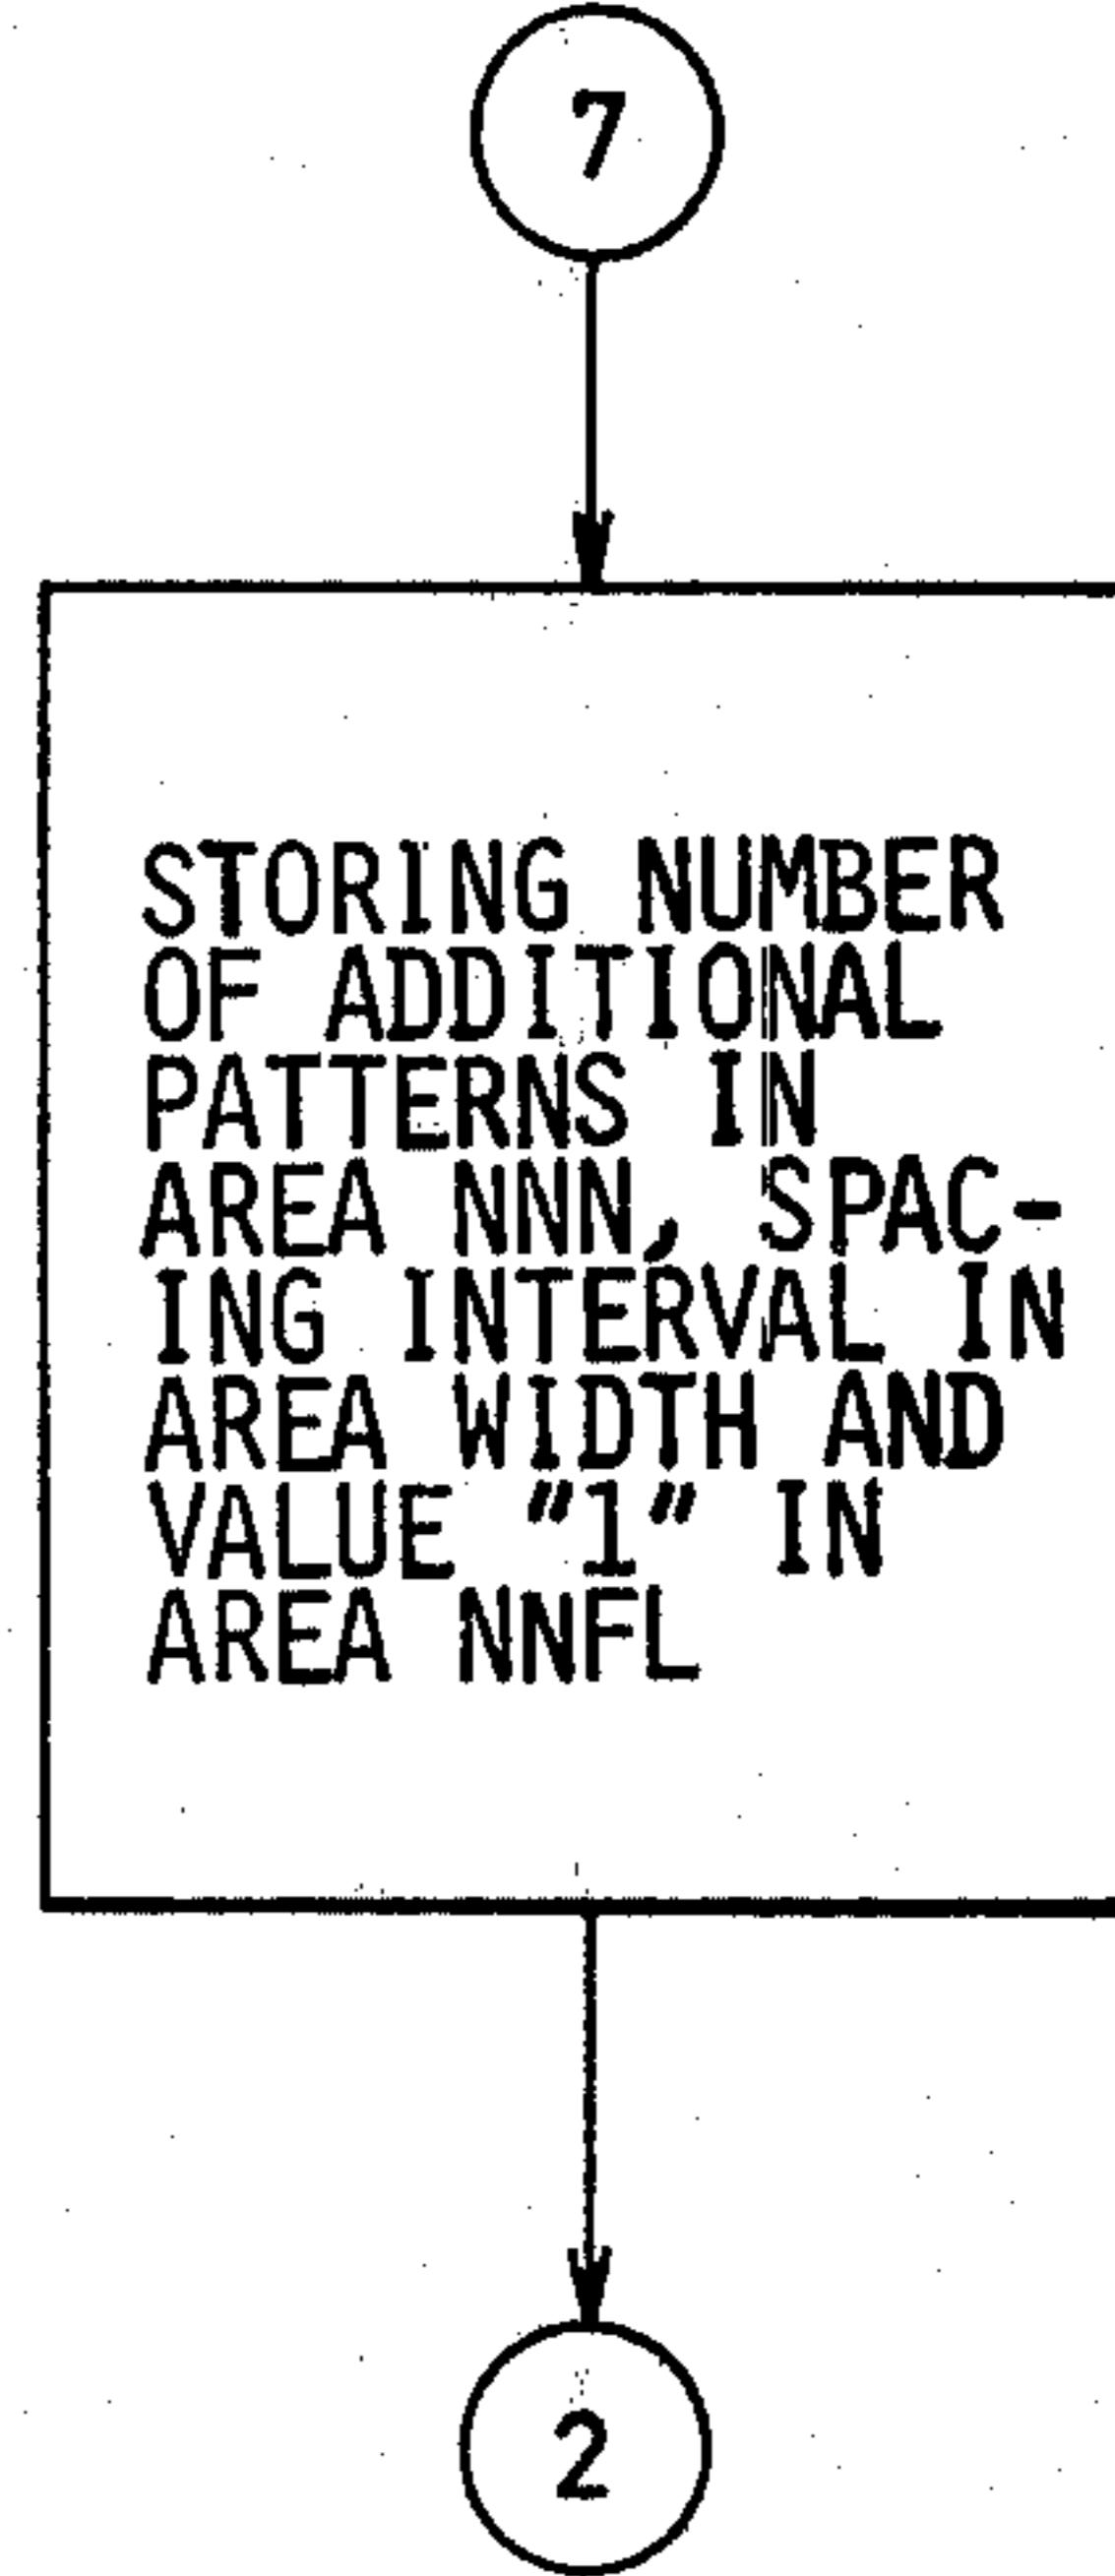 7
STORING NUMBER
OF ADDITIONAL
PATTERNS IN
AREA NNN, SPAC-
ING INTERVAL IN
AREA WIDTH AND
VALUE "1" IN
AREA NNFL
2